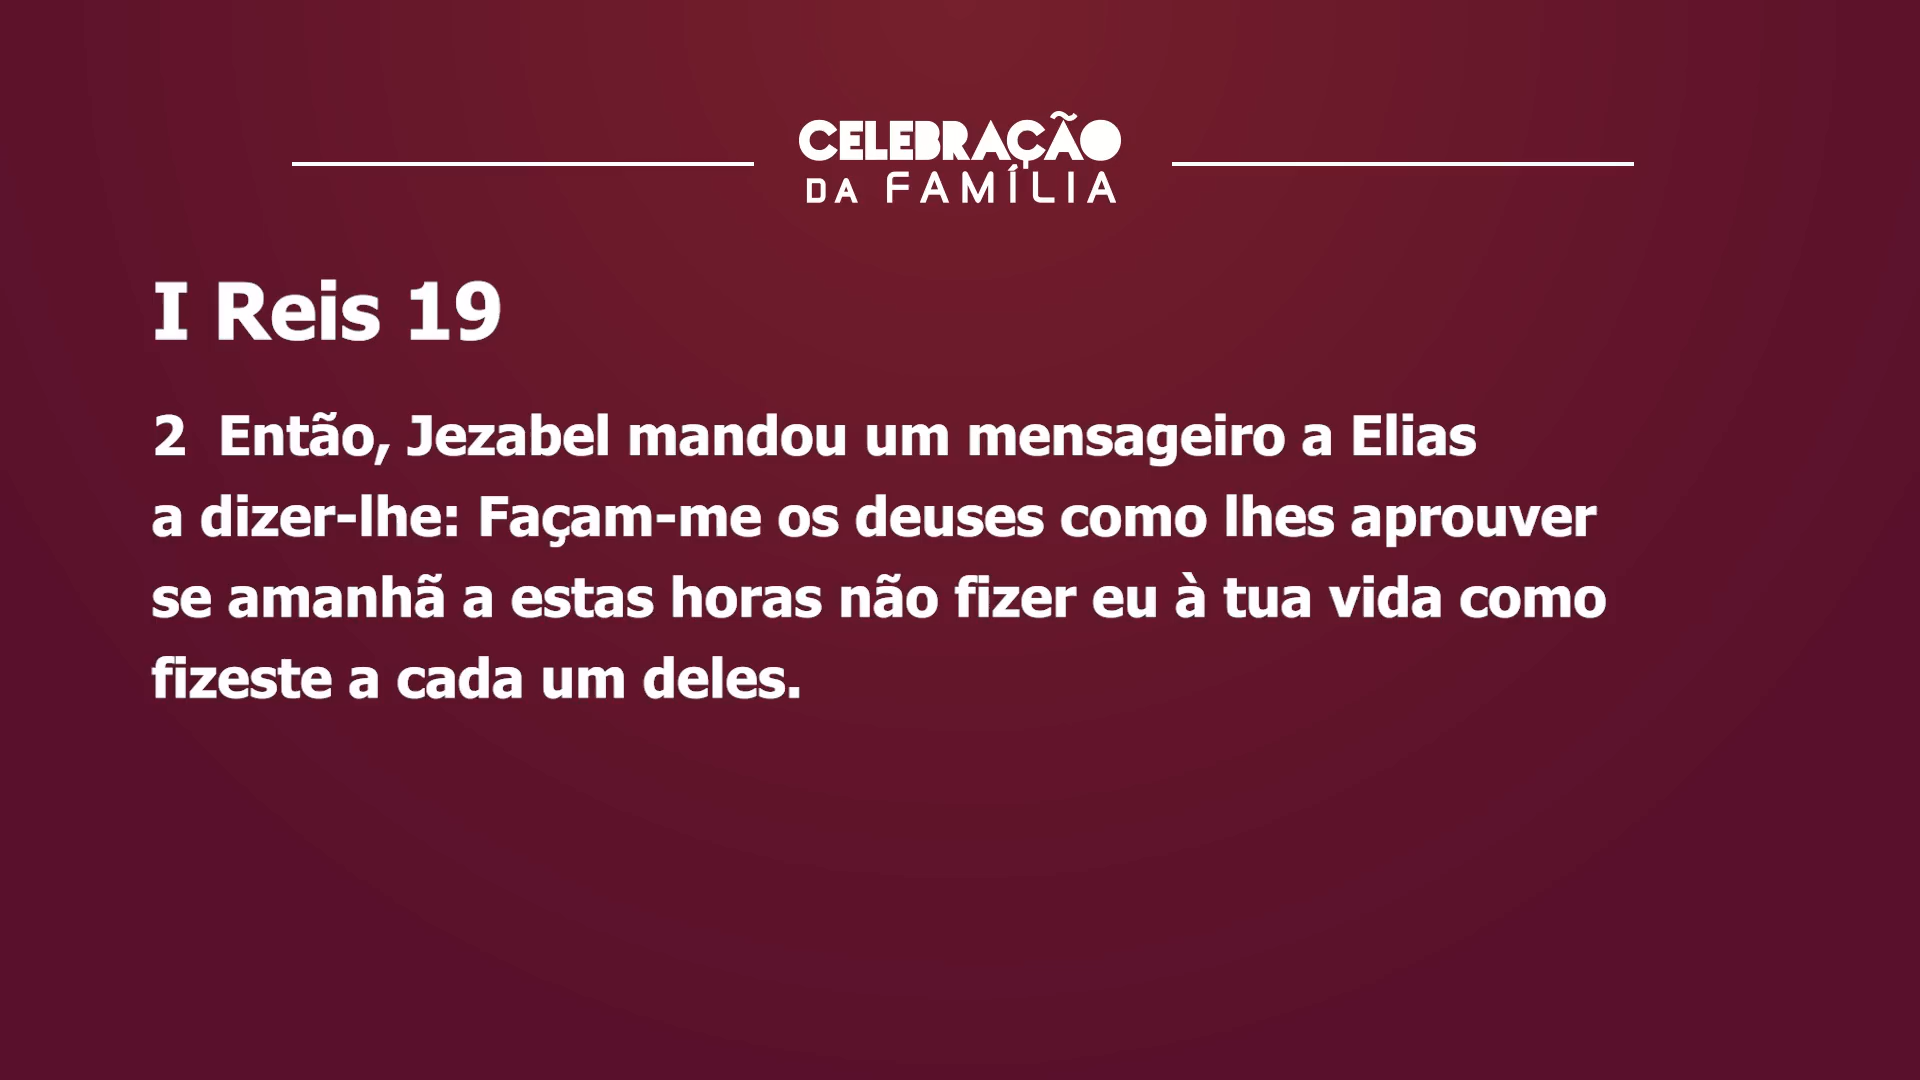 CELEBRAÇÃO
DA FAMÍLIA
I Reis 19
2 Então, Jezabel mandou um mensageiro a Elias
a dizer-lhe: Façam-me os deuses como lhes aprouver
se amanhã a estas horas não fizer eu à tua vida como
fizeste a cada um deles.